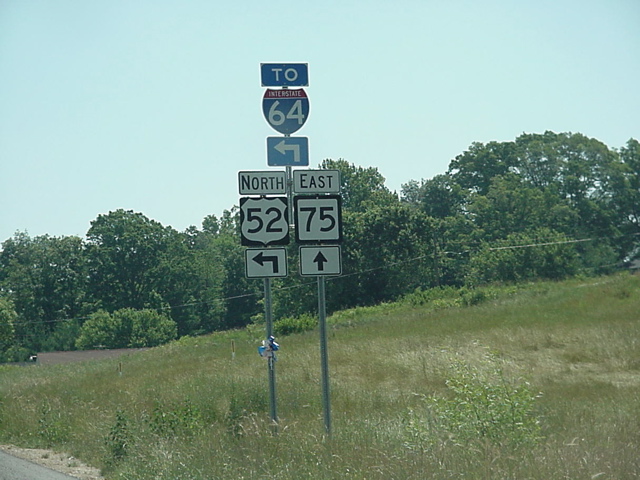 TO
INTERSTATE
64
NORTH EAST
52 75